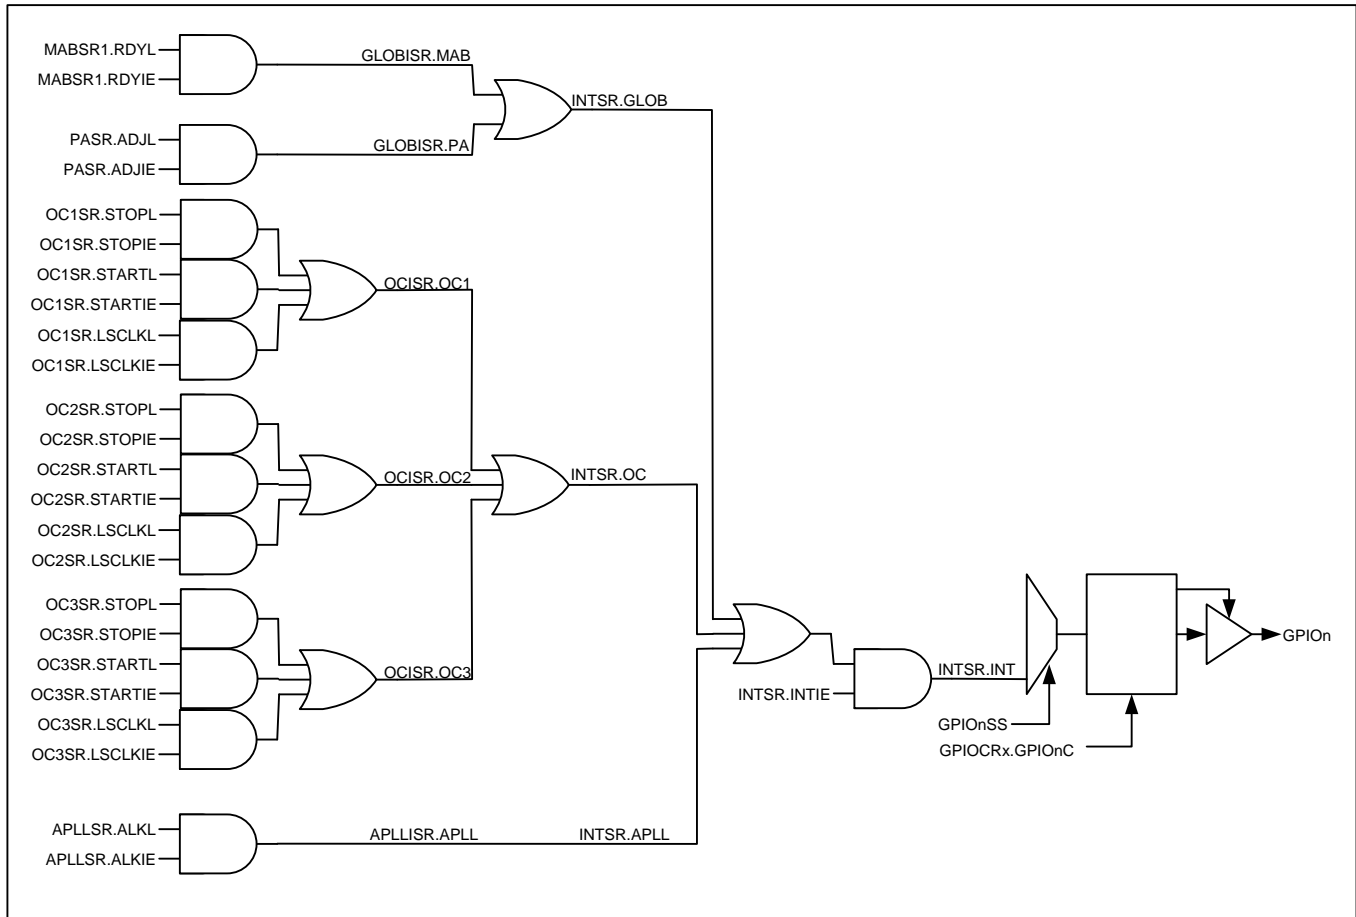 MABSR1.RDYL
MABSR1.RDYIE
GLOBISR.MAB
INTSR.GLOB
PASR.ADJL
PASR.ADJIE
GLOBISR.PA
OC1SR.STOPL
OC1SR.STOPIE
OC1SR.STARTL
OC1SR.STARTIE
OC1SR.LSCLKL
OC1SR.LSCLKIE
OCISR.OC1
OC2SR.STOPL
OC2SR.STOPIE
OC2SR.STARTL
OC2SR.STARTIE
OC2SR.LSCLKL
OC2SR.LSCLKIE
OCISR.OC2
INTSR.OC
OC3SR.STOPL
OC3SR.STOPIE
OC3SR.STARTL
OC3SR.STARTIE
OC3SR.LSCLKL
OC3SR.LSCLKIE
OCISR.OC3
APLLSR.ALKL
APLLSR.ALKIE
APLLISR.APLL
INTSR.APLL
INTSR.INTIE
INTSR.INT
GPIOnSS
GPIOCRx.GPIOnC
GPIOn